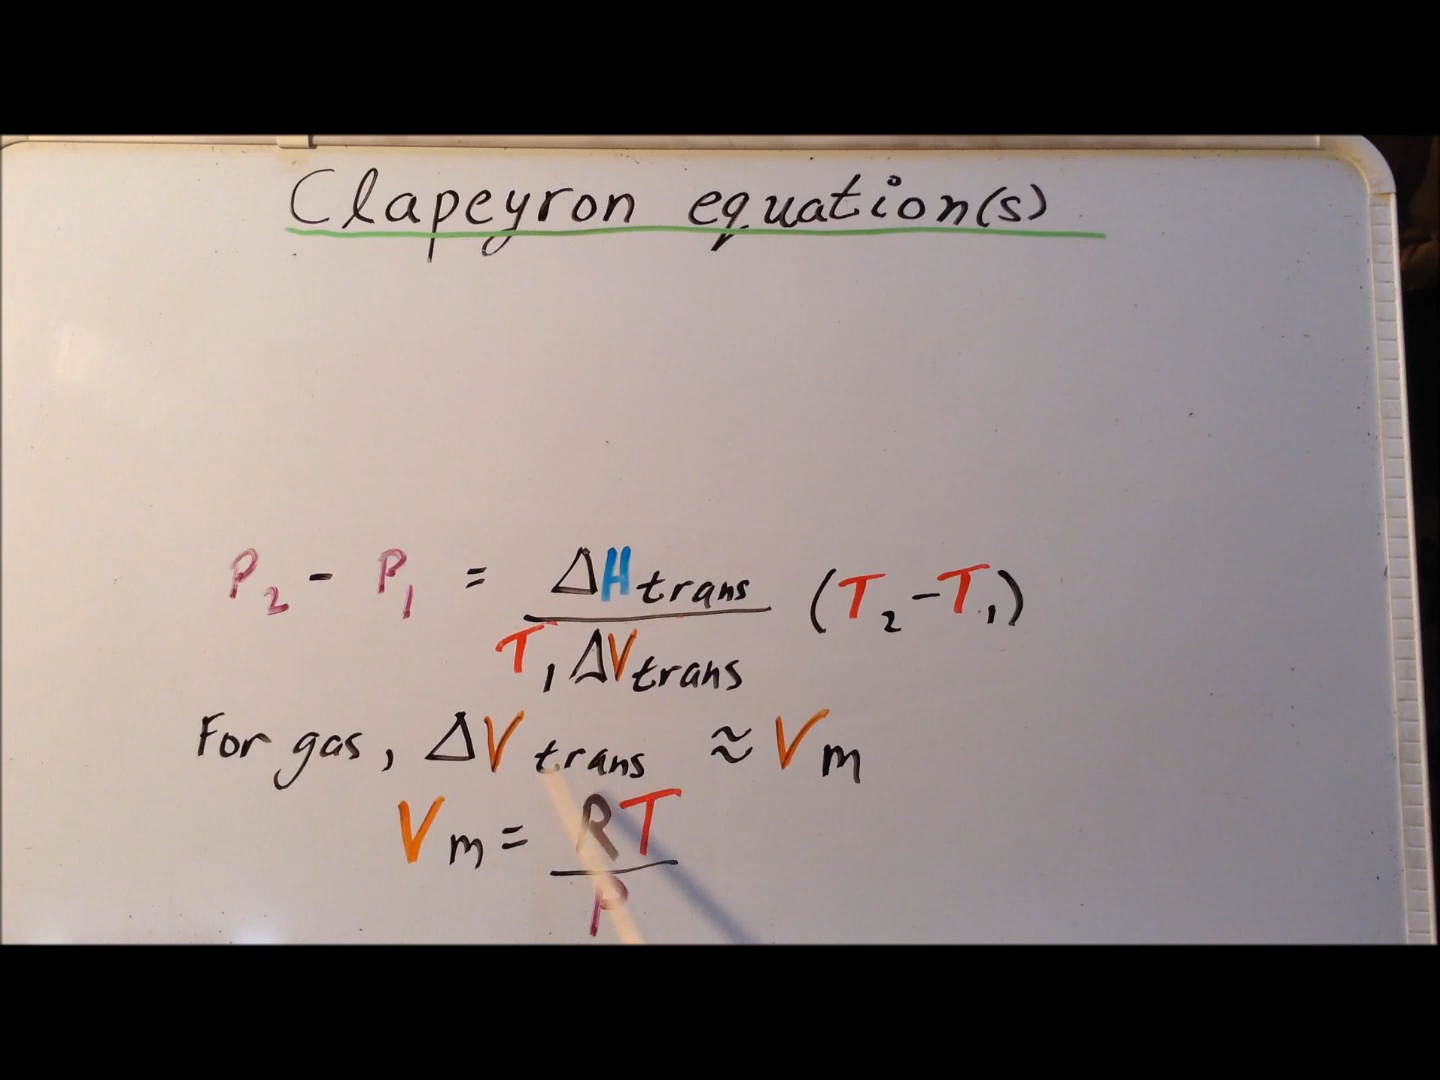 Clapeyron equation(s)
P₂ - P₁ = ΔHtrans / T₁ΔVtrans (T₂-T₁)
For gas, ΔVtrans ≈ Vm
Vm = RT / P